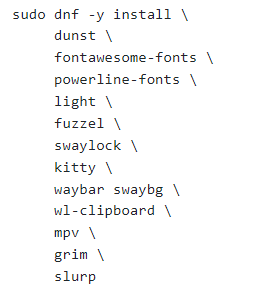 sudo dnf -y install \
dunst \
fontawesome-fonts \
powerline-fonts \
light \
fuzzel \
swaylock \
kitty \
waybar swaybg \
wl-clipboard \
mpv \
grim \
slurp